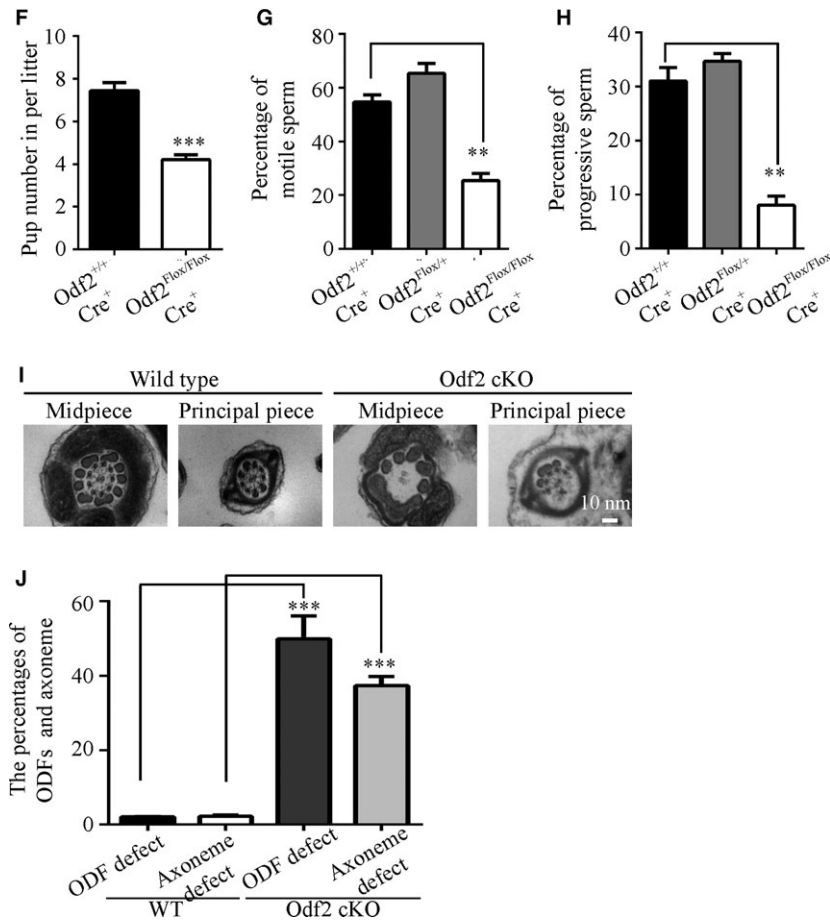 F
10
8
6
4
2
0
Pup number in per litter
***
Odf2+/+
Cre+
Odf2Flox/Flox
Cre+
G
80
60
40
20
0
Percentage of
motile sperm
**
Odf2+/+
Cre+
Odf2Flox/+
Cre+
Odf2Flox/Flox
Cre+
H
40
30
20
10
0
Percentage of
progressive sperm
**
Odf2+/+
Cre+
Odf2Flox/+
Cre+
Odf2Flox/Flox
Cre+
I
Wild type
Odf2 cKO
Midpiece
Principal piece
Midpiece
Principal piece
10 nm
J
60
40
20
0
The percentages of
ODFs and axoneme
***
***
ODF defect
Axoneme
defect
ODF defect
Axoneme
defect
WT
Odf2 cKO